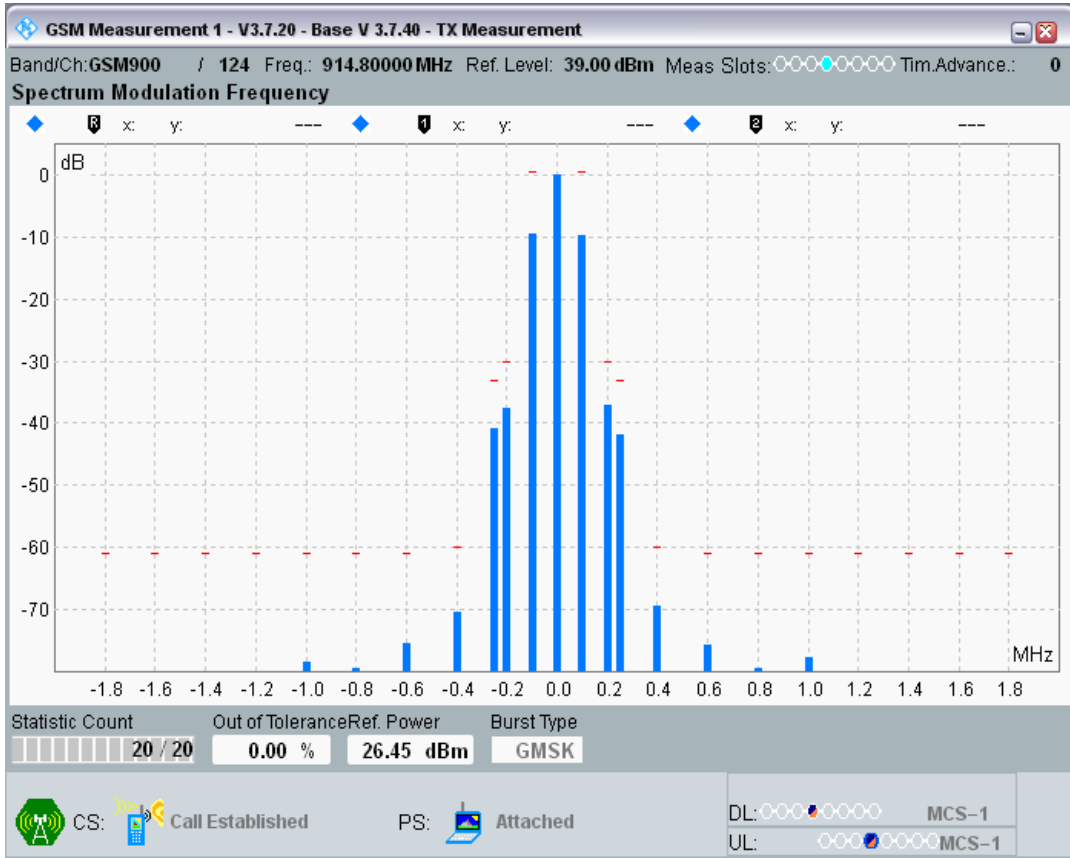 GSM Measurement 1 - V3.7.20 - Base V 3.7.40 - TX Measurement
Band/Ch:GSM900 / 124 Freq.: 914.80000 MHz Ref. Level: 39.00 dBm Meas Slots: Tim.Advance.: 0
Spectrum Modulation Frequency
R x: y: --- 1 x: y: --- 2 x: y: ---
dB
0
-10
-20
-30
-40
-50
-60
-70
MHz
-1.8 -1.6 -1.4 -1.2 -1.0 -0.8 -0.6 -0.4 -0.2 0.0 0.2 0.4 0.6 0.8 1.0 1.2 1.4 1.6 1.8
Statistic Count Out of Tolerance Ref. Power Burst Type
20 / 20 0.00 % 26.45 dBm GMSK
CS: Call Established PS: Attached
DL: MCS-1
UL: MCS-1